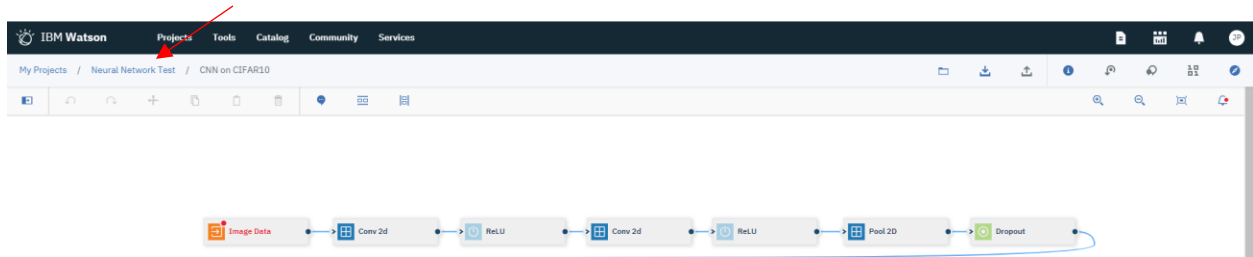 IBM Watson Projects Tools Catalog Community Services JP
My Projects / Neural Network Test / CNN on CIFAR10
Image Data Conv 2d ReLU Conv 2d ReLU Pool 2D Dropout